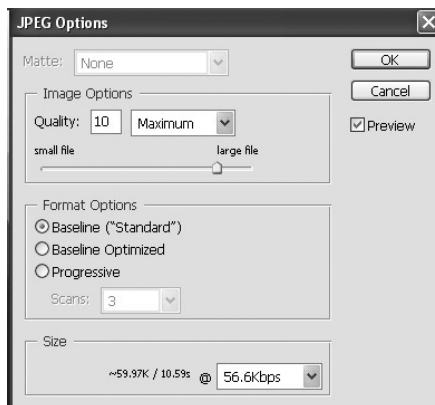 JPEG Options
Matte: None
OK
Cancel
Preview
Image Options
Quality: 10 Maximum
small file large file
Format Options
Baseline ("Standard")
Baseline Optimized
Progressive
Scans: 3
Size
~59.97K / 10.59s @ 56.6Kbps